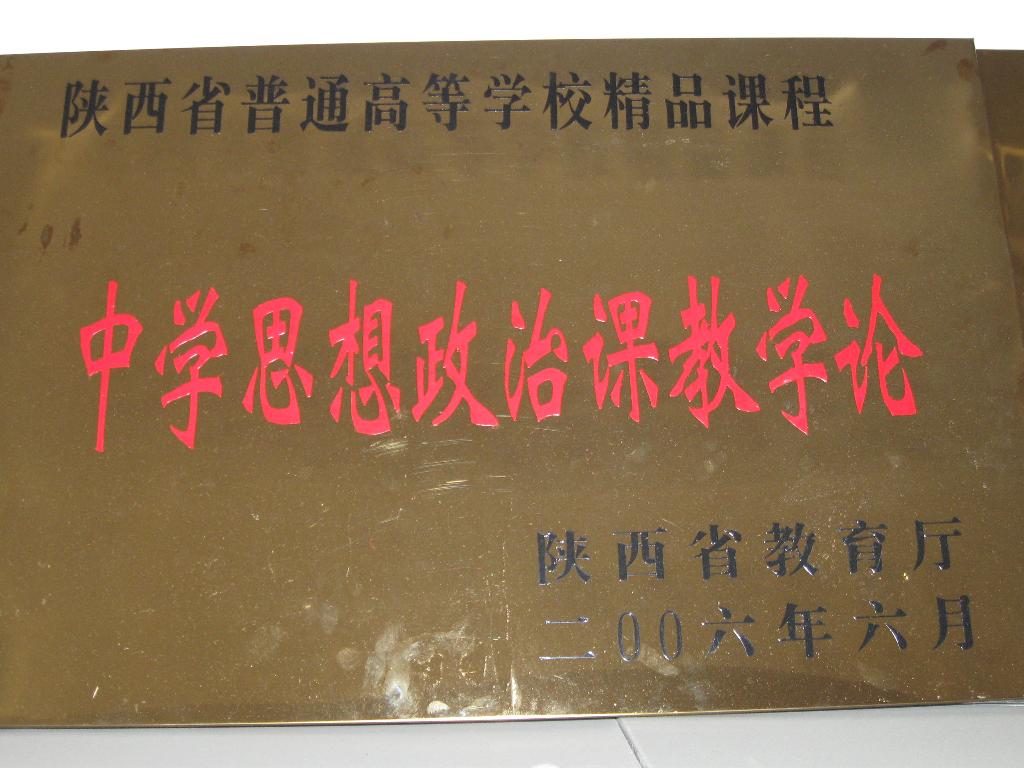 陕西省普通高等学校精品课程
中学思想政治课教学论
陕西省教育厅
二00六年六月